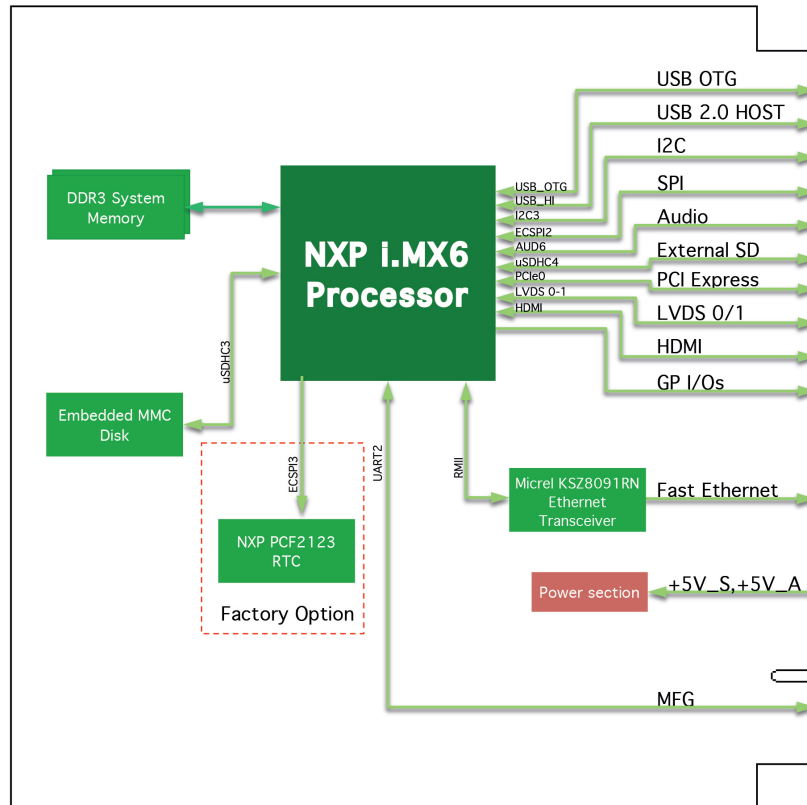 USB OTG
USB 2.0 HOST
I2C
SPI
Audio
External SD
PCI Express
LVDS 0/1
HDMI
GP I/Os
USB_OTG
USB_HI
I2C3
ECSPI2
AUD6
uSDHC4
PCIe0
LVDS 0-1
HDMI
DDR3 System
Memory
NXP i.MX6
Processor
uSDHC3
Embedded MMC
Disk
ECSPI3
UART2
RMII
NXP PCF2123
RTC
Factory Option
Micrel KSZ8091RN
Ethernet
Transceiver
Fast Ethernet
Power section
+5V_S,+5V_A
MFG